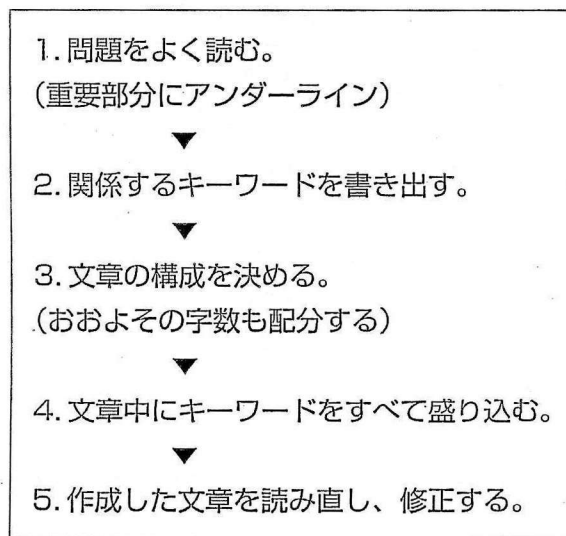 1. 問題をよく読む。
(重要部分にアンダーライン)
▼
2. 関係するキーワードを書き出す。
▼
3. 文章の構成を決める。
(おおよその字数も配分する)
▼
4. 文章中にキーワードをすべて盛り込む。
▼
5. 作成した文章を読み直し、修正する。